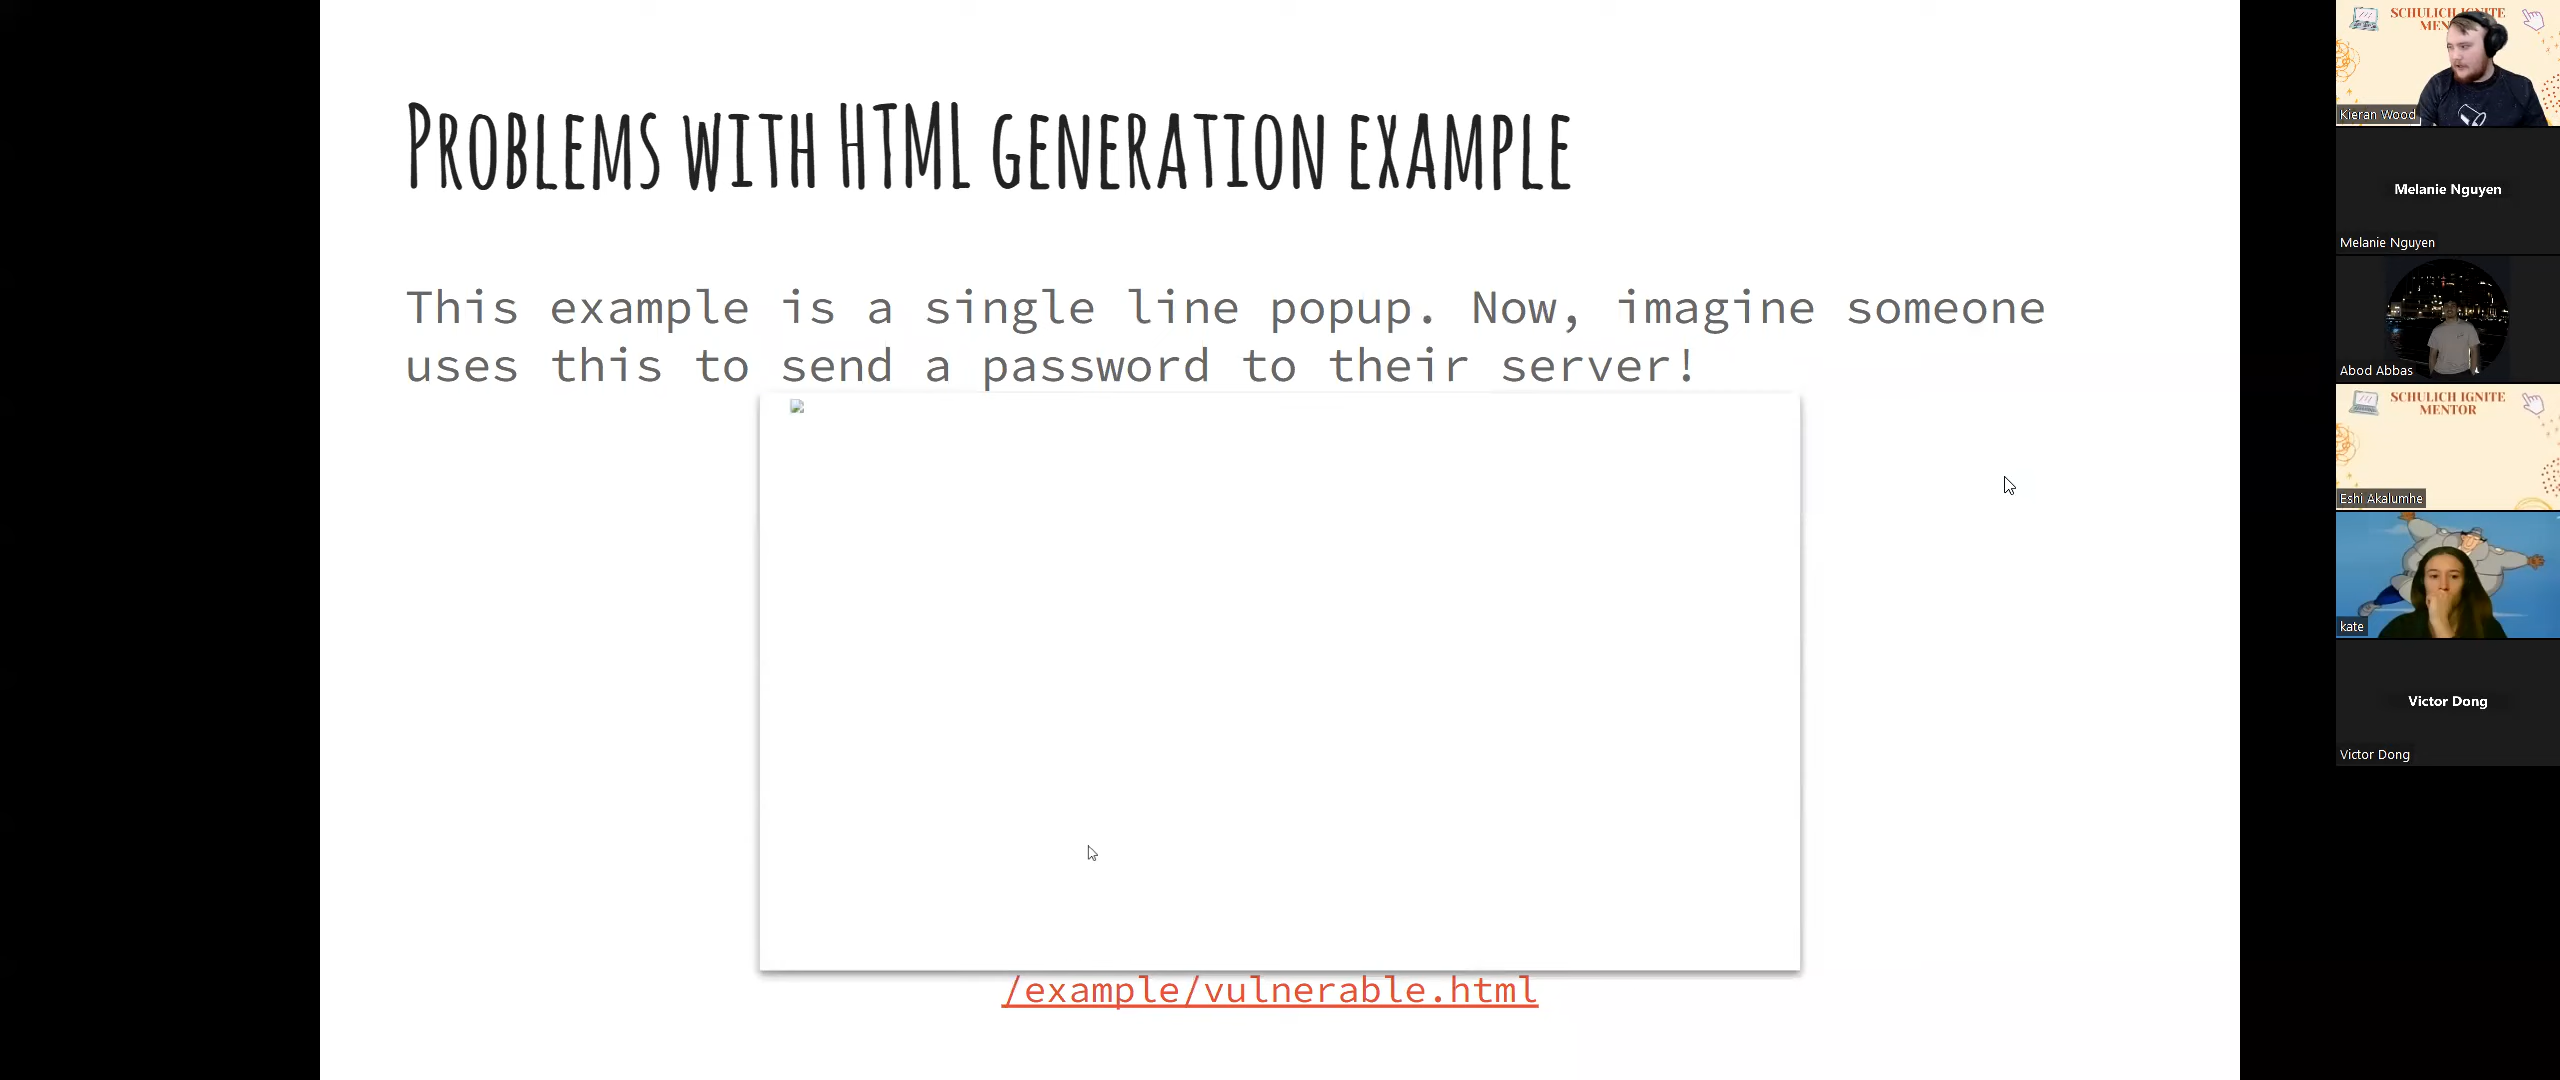 PROBLEMS WITH HTML GENERATION EXAMPLE
This example is a single line popup. Now, imagine someone
uses this to send a password to their server!
/example/vulnerable.html
SCHULICH IGNITE
Kieran Wood
Melanie Nguyen
Melanie Nguyen
Abod Abbas
SCHULICH IGNITE
MENTOR
Eshi Akalumhe
kate
Victor Dong
Victor Dong